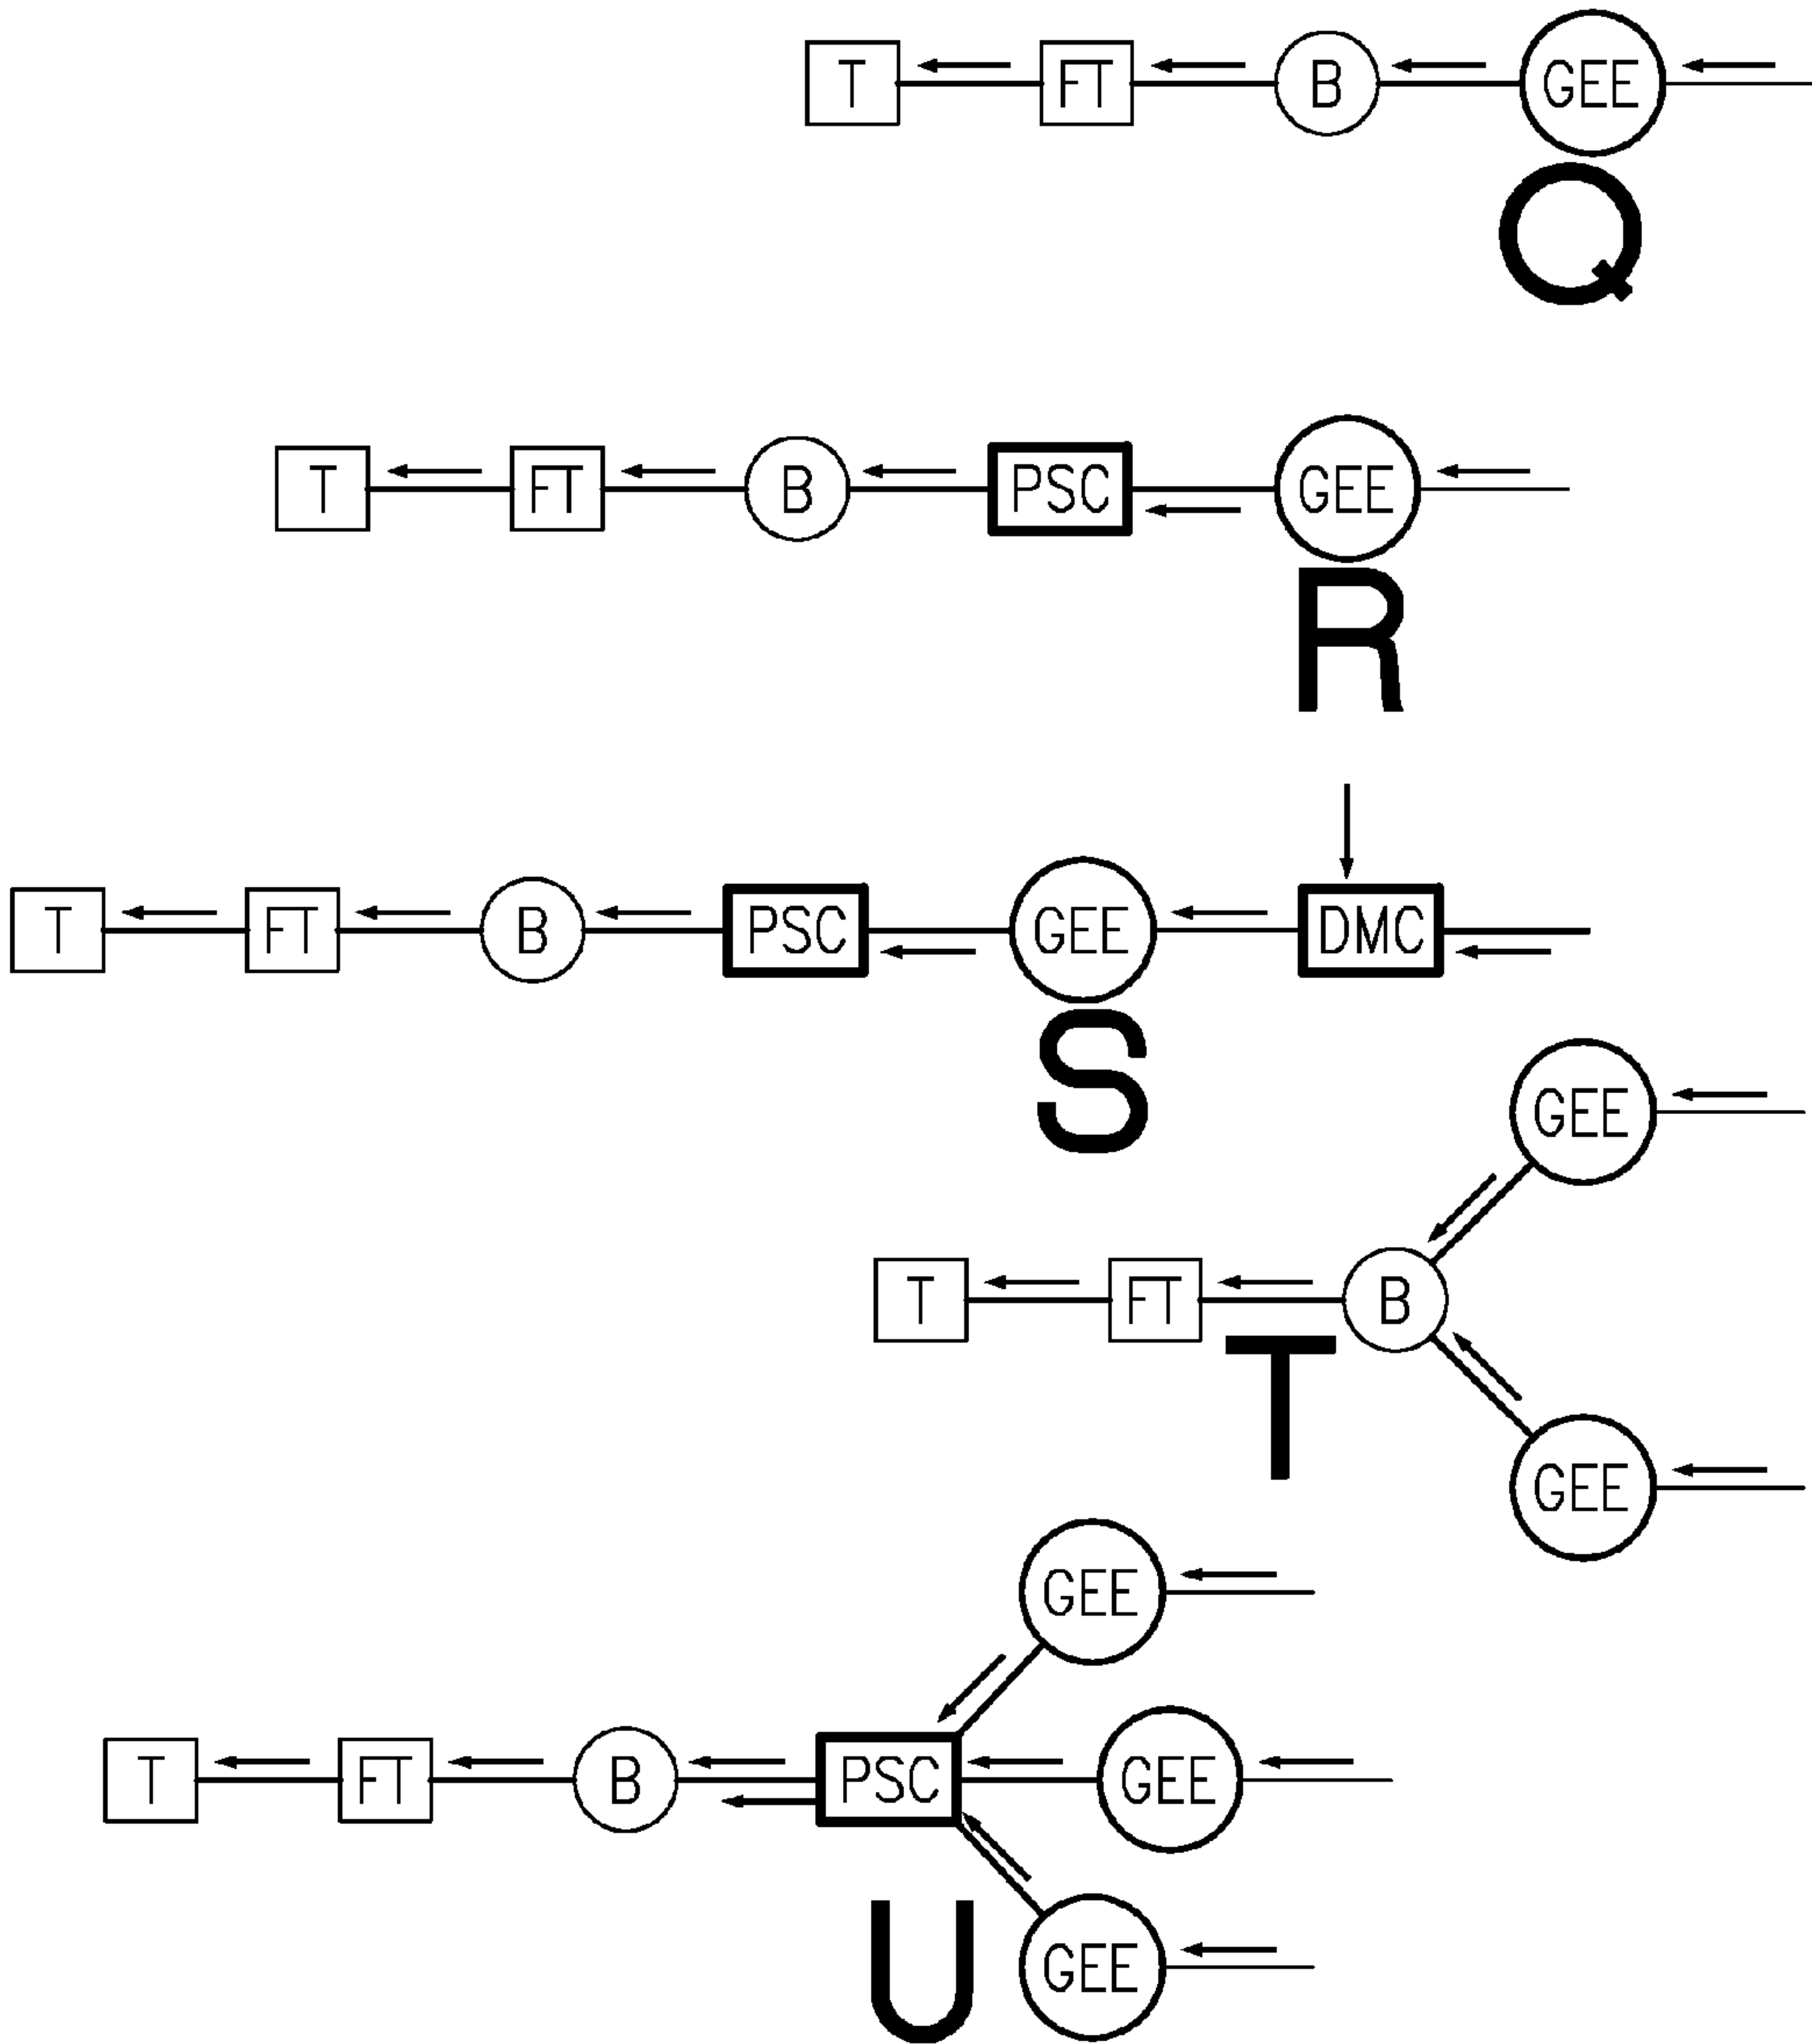 T FT B GEE
Q
T FT B PSC GEE
R
T FT B PSC GEE DMC
S
GEE
T FT B
T
GEE
GEE
T FT B PSC GEE
U
GEE